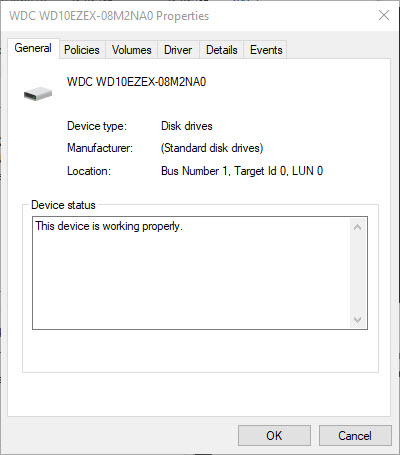 WDC WD10EZEX-08M2NA0 Properties
General Policies Volumes Driver Details Events
WDC WD10EZEX-08M2NA0
Device type: Disk drives
Manufacturer: (Standard disk drives)
Location: Bus Number 1, Target Id 0, LUN 0
Device status
This device is working properly.
OK Cancel